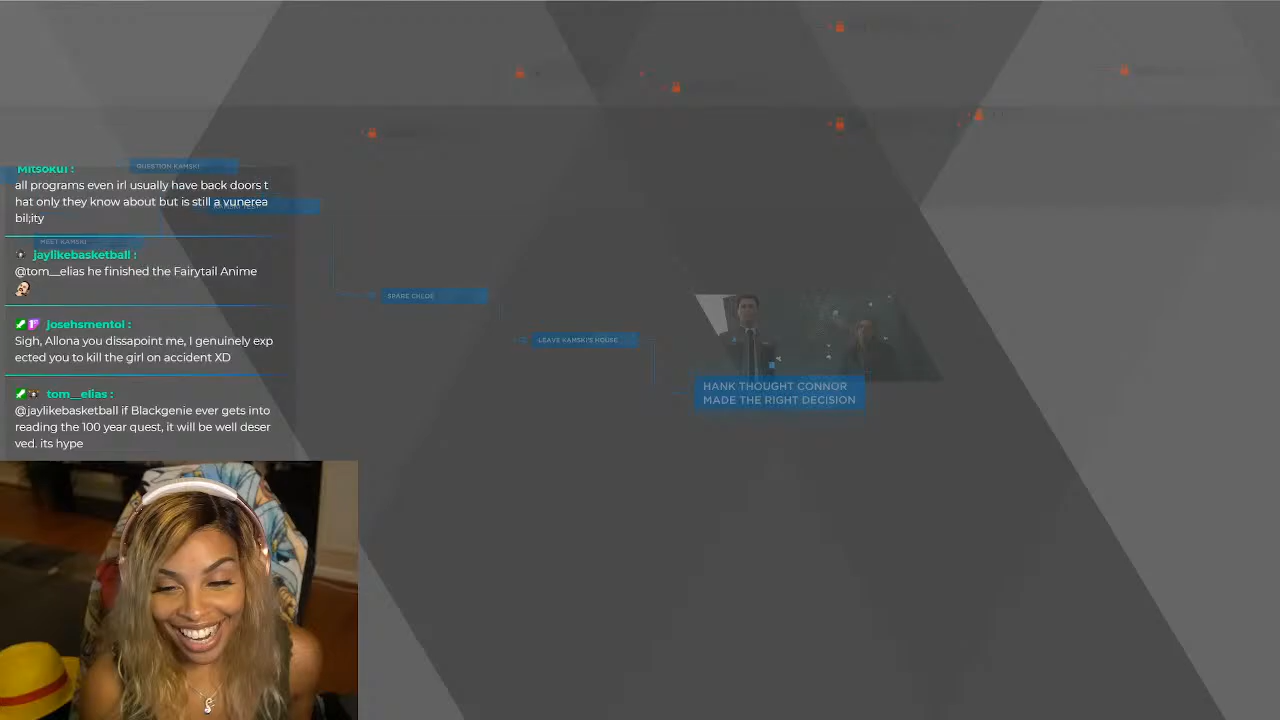 QUESTION KAMSKI
Mitsokul :
all programs even irl usually have back doors t
hat only they know about but is still a vunerea
bil,ity
MEET KAMSKI
jaylikebasketball :
@tom__elias he finished the Fairytail Anime
josehsmentol :
Sigh, Allona you dissapoint me, I genuinely exp
ected you to kill the girl on accident XD
tom__elias :
@jaylikebasketball if Blackgenie ever gets into
reading the 100 year quest, it will be well deser
ved. its hype
SPARE CHLOE
LEAVE KAMSKI'S HOUSE
HANK THOUGHT CONNOR
MADE THE RIGHT DECISION